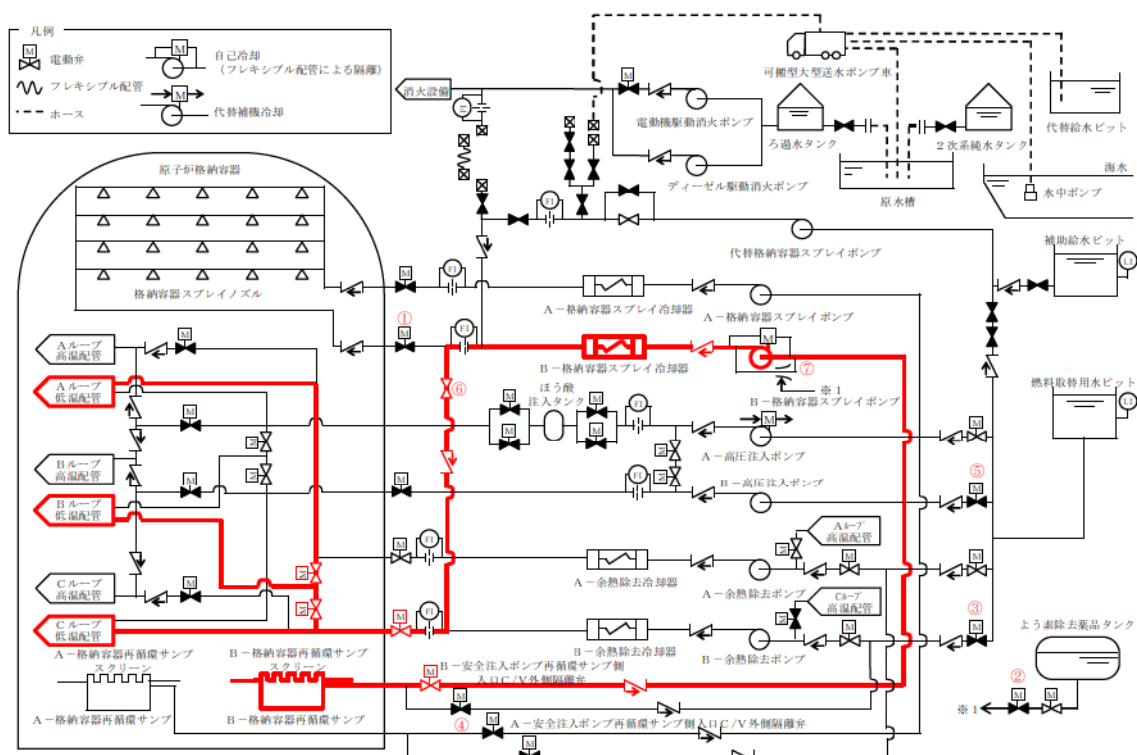 凡例
M
電動弁
フレキシブル配管
ホース
M
自己冷却
（フレキシブル配管による隔離）
M
代替補機冷却
消火設備
FI
M
電動機駆動消火ポンプ
ディーゼル駆動消火ポンプ
可搬型大型送水ポンプ車
ろ過水タンク
2次系純水タンク
原水槽
代替給水ピット
海水
水中ポンプ
FI
代替格納容器スプレイポンプ
補助給水ピット
LI
原子炉格納容器
格納容器スプレイノズル
M
FI
A－格納容器スプレイ冷却器
A－格納容器スプレイポンプ
①
M
FI
B－格納容器スプレイ冷却器
M
⑦
※1
B－格納容器スプレイポンプ
燃料取替用水ピット
LI
Aループ
高温配管
M
Aループ
低温配管
⑥
ほう酸
注入タンク
M
M
M
M
M
FI
M
A－高圧注入ポンプ
M
Bループ
高温配管
M
M
M
M
M
FI
B－高圧注入ポンプ
⑤
M
Bループ
低温配管
M
FI
A－余熱除去冷却器
A－余熱除去ポンプ
Aループ
高温配管
M
M
M
Cループ
高温配管
M
M
M
Cループ
低温配管
M
FI
B－余熱除去冷却器
B－余熱除去ポンプ
Cループ
高温配管
M
M
③
M
A－格納容器再循環サンプ
スクリーン
B－格納容器再循環サンプ
スクリーン
M
B－安全注入ポンプ再循環サンプ側
入口C/V外側隔離弁
よう素除去薬品タンク
②
M
M
※1
A－格納容器再循環サンプ
B－格納容器再循環サンプ
M
④
M
A－安全注入ポンプ再循環サンプ側入口C/V外側隔離弁
M